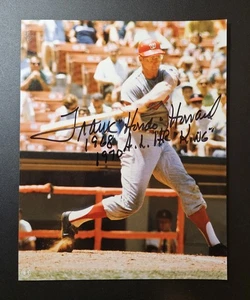 Frank "Hondo" Howard
1968 A.L. HR "KING"
1970